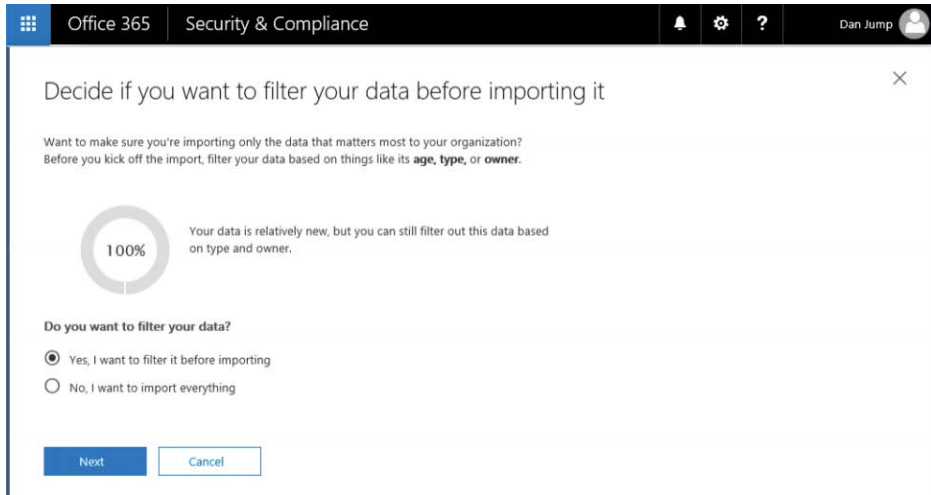 Office 365
Security & Compliance
?
Dan Jump
Decide if you want to filter your data before importing it
Want to make sure you're importing only the data that matters most to your organization?
Before you kick off the import, filter your data based on things like its age, type, or owner.
100%
Your data is relatively new, but you can still filter out this data based
on type and owner.
Do you want to filter your data?
Yes, I want to filter it before importing
No, I want to import everything
Next
Cancel